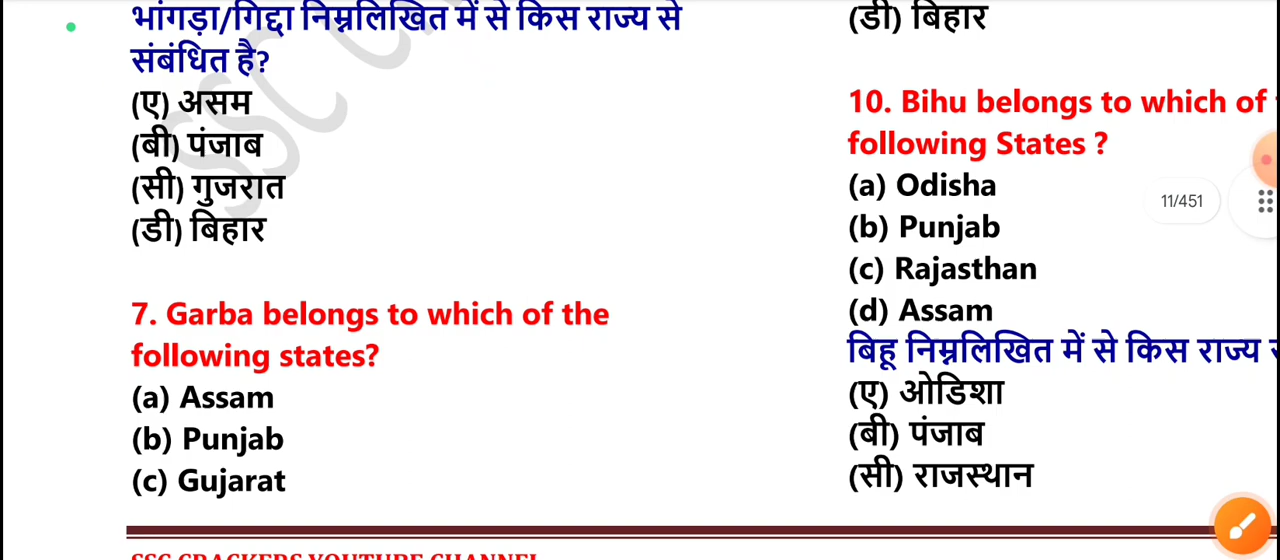 भांगड़ा/गिद्दा निम्नलिखित में से किस राज्य से
संबंधित है?
(ए) असम
(बी) पंजाब
(सी) गुजरात
(डी) बिहार
7. Garba belongs to which of the
following states?
(a) Assam
(b) Punjab
(c) Gujarat
(डी) बिहार
10. Bihu belongs to which of
following States ?
(a) Odisha
(b) Punjab
(c) Rajasthan
(d) Assam
बिहू निम्नलिखित में से किस राज्य
(ए) ओडिशा
(बी) पंजाब
(सी) राजस्थान
11/451
SSC CRACKERS YOUTUBE CHANNEL
SSC